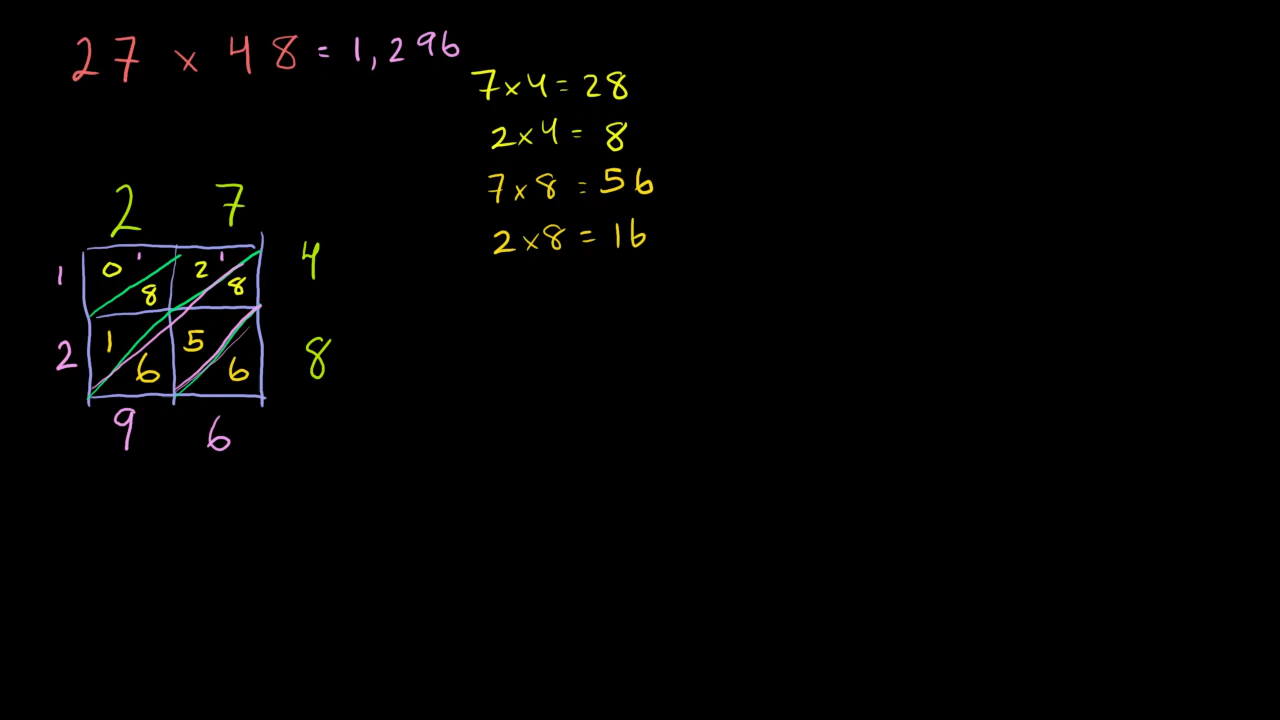 27 x 48 = 1,296
7 x 4 = 28
2 x 4 = 8
7 x 8 = 56
2 x 8 = 16
2 7
1 0 1 2 1 4
8 8
2 1 5 8
6 6
9 6